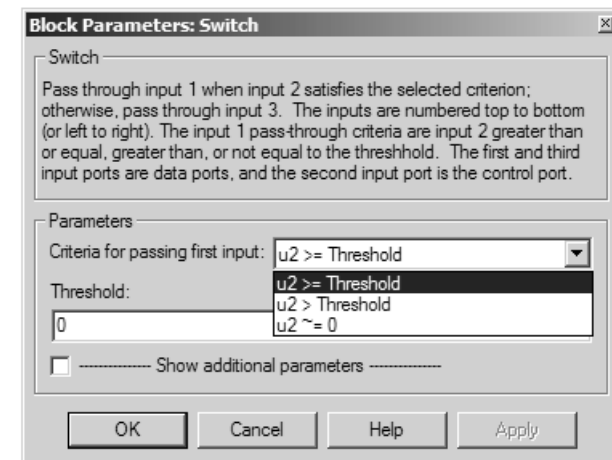 Block Parameters: Switch
Switch
Pass through input 1 when input 2 satisfies the selected criterion;
otherwise, pass through input 3. The inputs are numbered top to bottom
(or left to right). The input 1 pass-through criteria are input 2 greater than
or equal, greater than, or not equal to the threshhold. The first and third
input ports are data ports, and the second input port is the control port.
Parameters
Criteria for passing first input: u2 >= Threshold
u2 >= Threshold
Threshold:
u2 > Threshold
0
u2 ~= 0
--------------- Show additional parameters ---------------
OK Cancel Help Apply